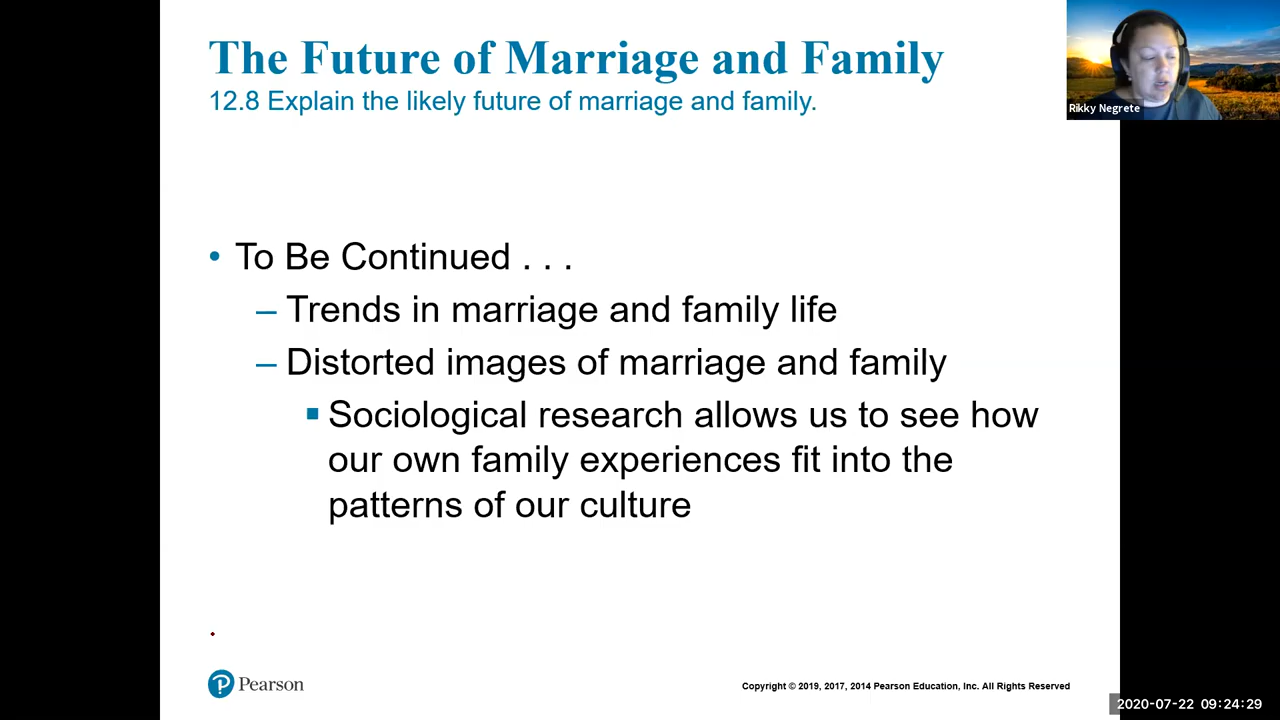 The Future of Marriage and Family
12.8 Explain the likely future of marriage and family.
Rikky Negrete
• To Be Continued . . .
– Trends in marriage and family life
– Distorted images of marriage and family
▪ Sociological research allows us to see how
our own family experiences fit into the
patterns of our culture
.
P Pearson
Copyright © 2019, 2017, 2014 Pearson Education, Inc. All Rights Reserved
2020-07-22 09:24:29